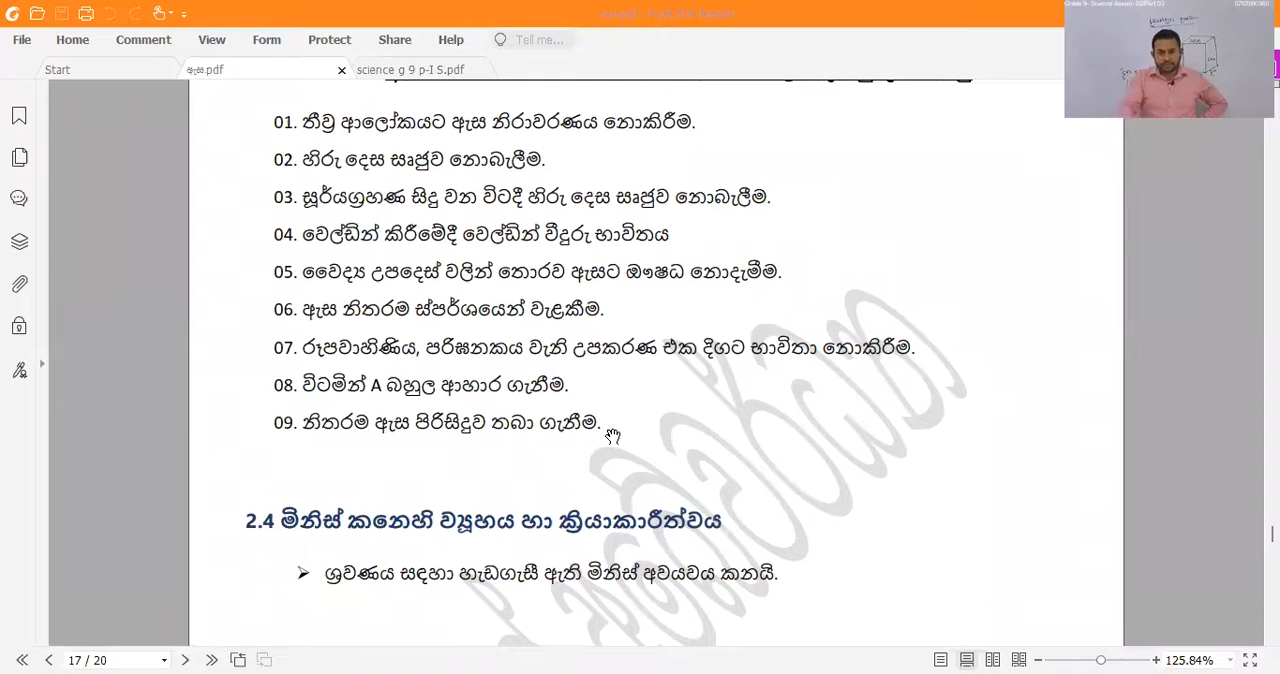 File Home Comment View Form Protect Share Help Tell me...
Start ඇස.pdf science g 9 p-I S.pdf
01. තීව්‍ර ආලෝකයට ඇස නිරාවරණය නොකිරීම.
02. හිරු දෙස සෘජුව නොබැලීම.
03. සූර්යග්‍රහණ සිදු වන විටදී හිරු දෙස සෘජුව නොබැලීම.
04. වෙල්ඩින් කිරීමේදී වෙල්ඩින් වීදුරු භාවිතය
05. වෛද්‍ය උපදෙස් වලින් තොරව ඇසට ඖෂධ නොදැමීම.
06. ඇස නිතරම ස්පර්ශයෙන් වැළකීම.
07. රූපවාහිණිය, පරිඝනකය වැනි උපකරණ එක දිගට භාවිතා නොකිරීම.
08. විටමින් A බහුල ආහාර ගැනීම.
09. නිතරම ඇස පිරිසිදුව තබා ගැනීම.
2.4 මිනිස් කනෙහි ව්‍යූහය හා ක්‍රියාකාරීත්වය
➢ ශ්‍රවණය සඳහා හැඩගැසී ඇති මිනිස් අවයවය කනයි.
17 / 20 125.84%